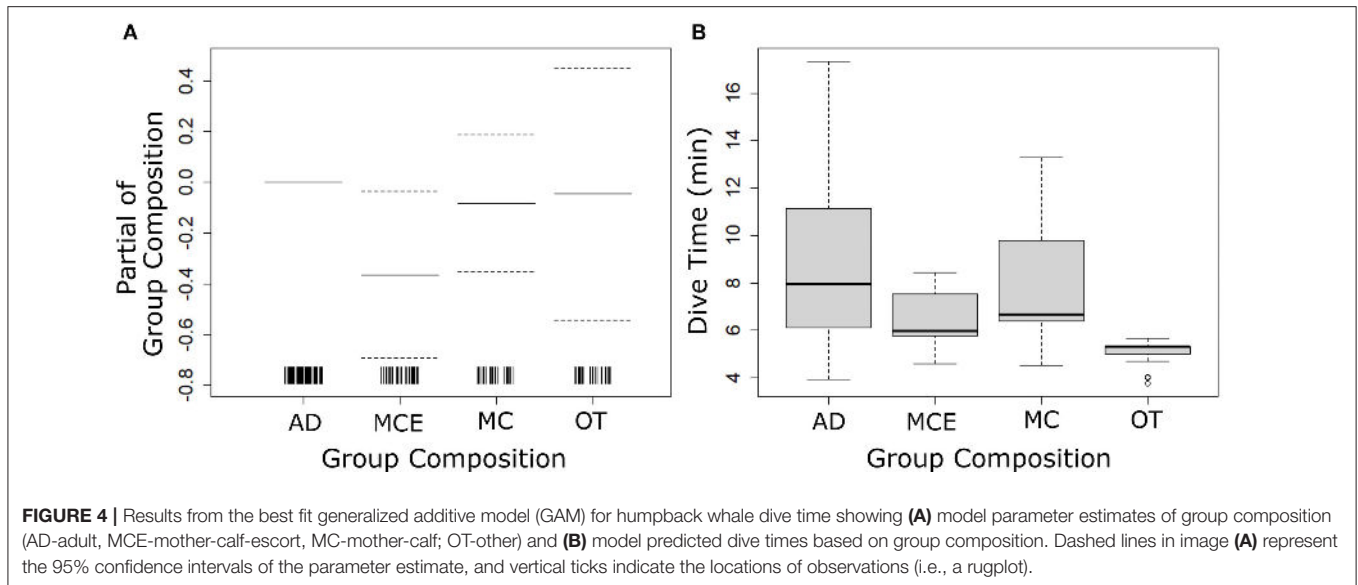 A
Partial of
Group Composition
0.4
0.2
0.0
-0.2
-0.4
-0.6
-0.8
AD MCE MC OT
Group Composition
B
Dive Time (min)
16
14
12
10
8
6
4
AD MCE MC OT
Group Composition
FIGURE 4 | Results from the best fit generalized additive model (GAM) for humpback whale dive time showing (A) model parameter estimates of group composition
(AD-adult, MCE-mother-calf-escort, MC-mother-calf; OT-other) and (B) model predicted dive times based on group composition. Dashed lines in image (A) represent
the 95% confidence intervals of the parameter estimate, and vertical ticks indicate the locations of observations (i.e., a rugplot).